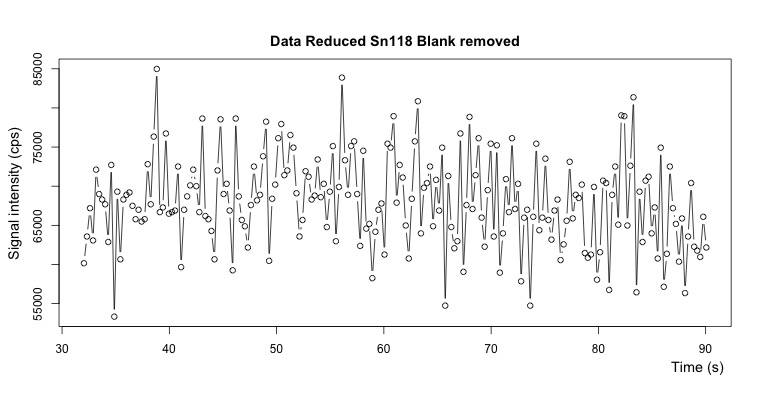 Data Reduced Sn118 Blank removed
Signal intensity (cps)
85000
75000
65000
55000
30 40 50 60 70 80 90
Time (s)